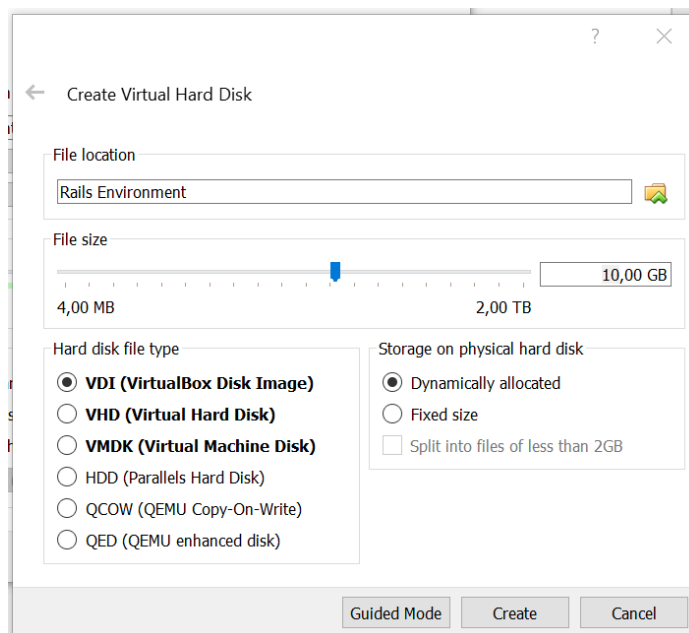 ?
Create Virtual Hard Disk
File location
Rails Environment
File size
10,00 GB
4,00 MB 2,00 TB
Hard disk file type
VDI (VirtualBox Disk Image)
VHD (Virtual Hard Disk)
VMDK (Virtual Machine Disk)
HDD (Parallels Hard Disk)
QCOW (QEMU Copy-On-Write)
QED (QEMU enhanced disk)
Storage on physical hard disk
Dynamically allocated
Fixed size
Split into files of less than 2GB
Guided Mode Create Cancel